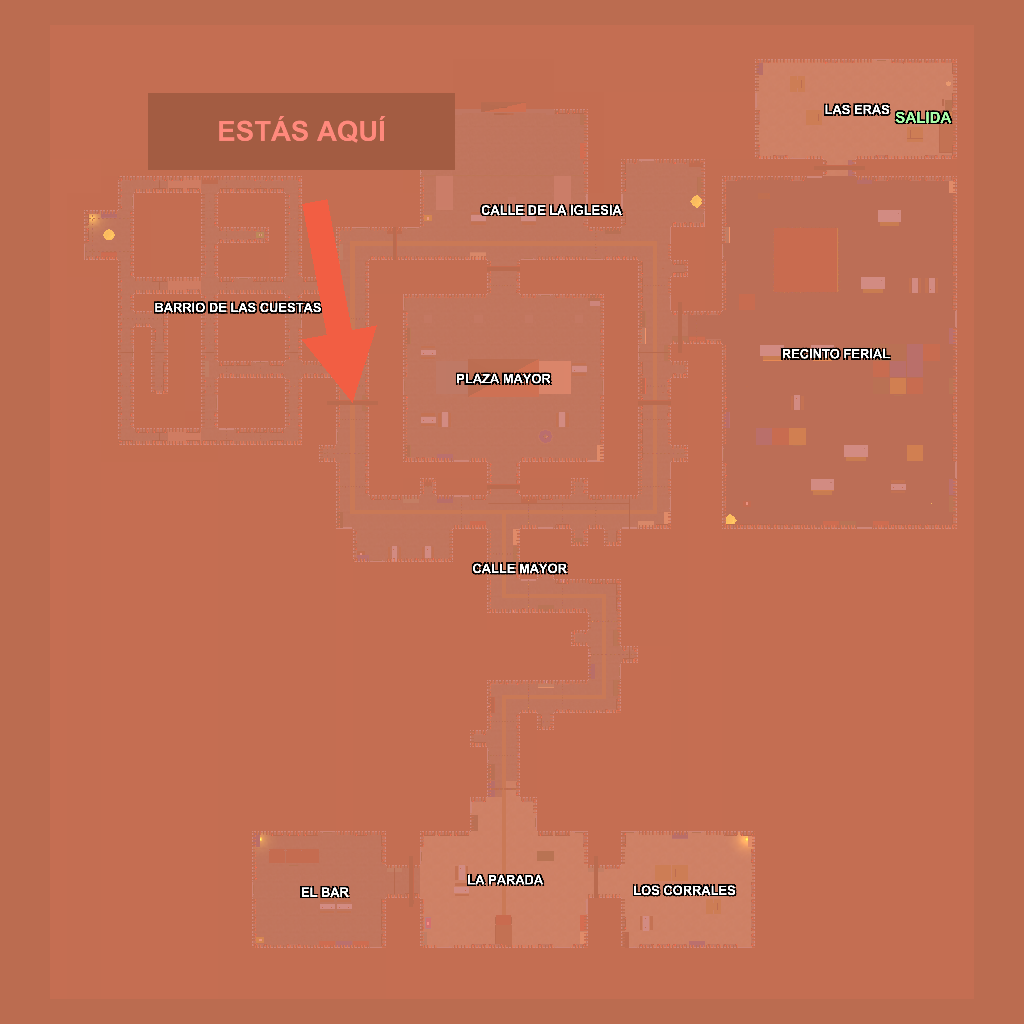 LAS ERAS
SALIDA
ESTÁS AQUÍ
CALLE DE LA IGLESIA
BARRIO DE LAS CUESTAS
RECINTO FERIAL
PLAZA MAYOR
CALLE MAYOR
LA PARADA
EL BAR
LOS CORRALES